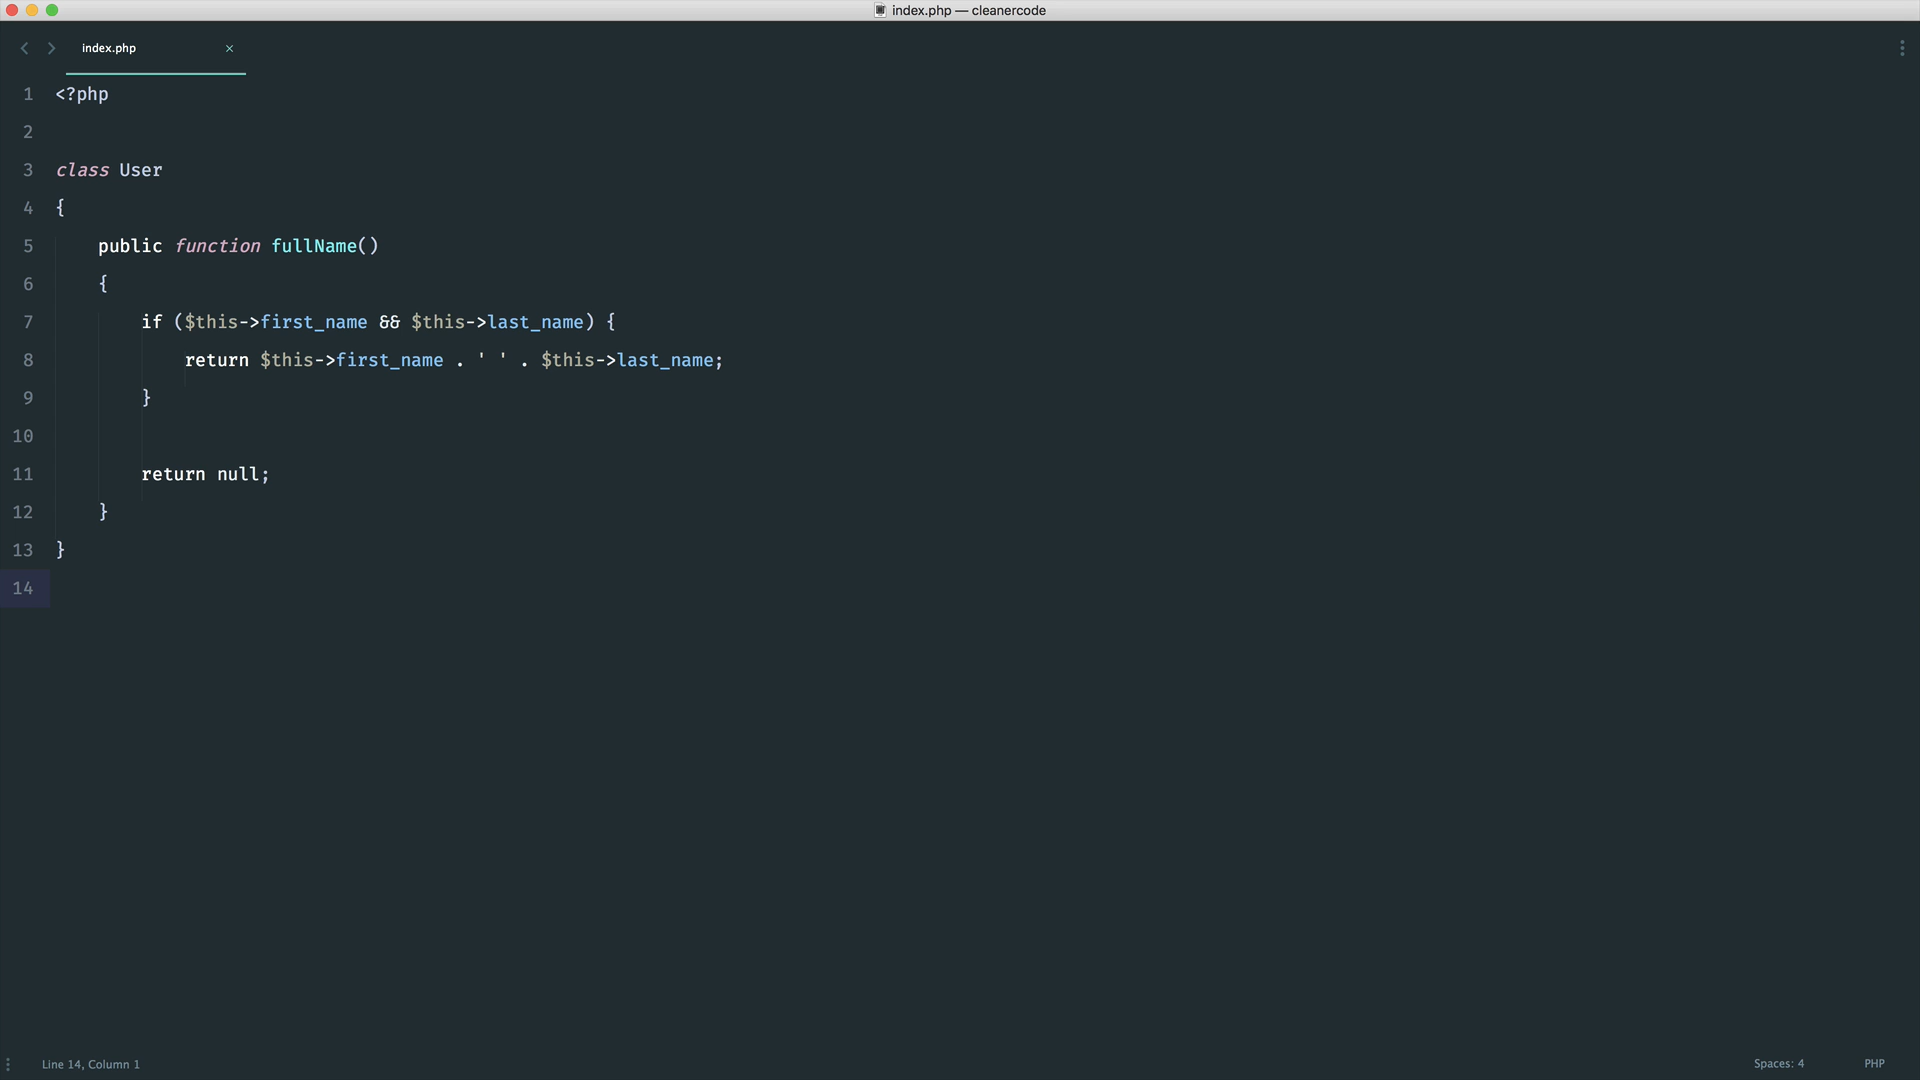 index.php — cleanercode
index.php
1 <?php
2
3 class User
4 {
5     public function fullName()
6     {
7         if ($this->first_name && $this->last_name) {
8             return $this->first_name . ' ' . $this->last_name;
9         }
10
11         return null;
12     }
13 }
14
Line 14, Column 1
Spaces: 4
PHP